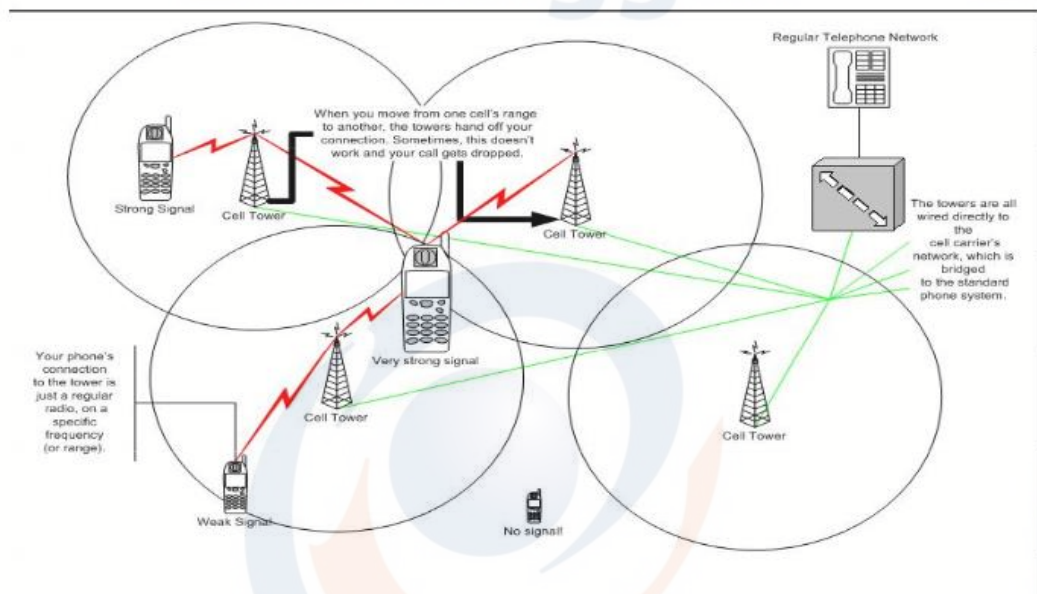 Regular Telephone Network
When you move from one cell's range
to another, the towers hand off your
connection. Sometimes, this doesn't
work and your call gets dropped.
Strong Signal
Cell Tower
Cell Tower
The towers are all
wired directly to
the
cell carrier's
network, which is
bridged
to the standard
phone system.
Your phone's
connection
to the tower is
just a regular
radio, on a
specific
frequency
(or range).
Very strong signal
Cell Tower
Cell Tower
Weak Signal
No signal!